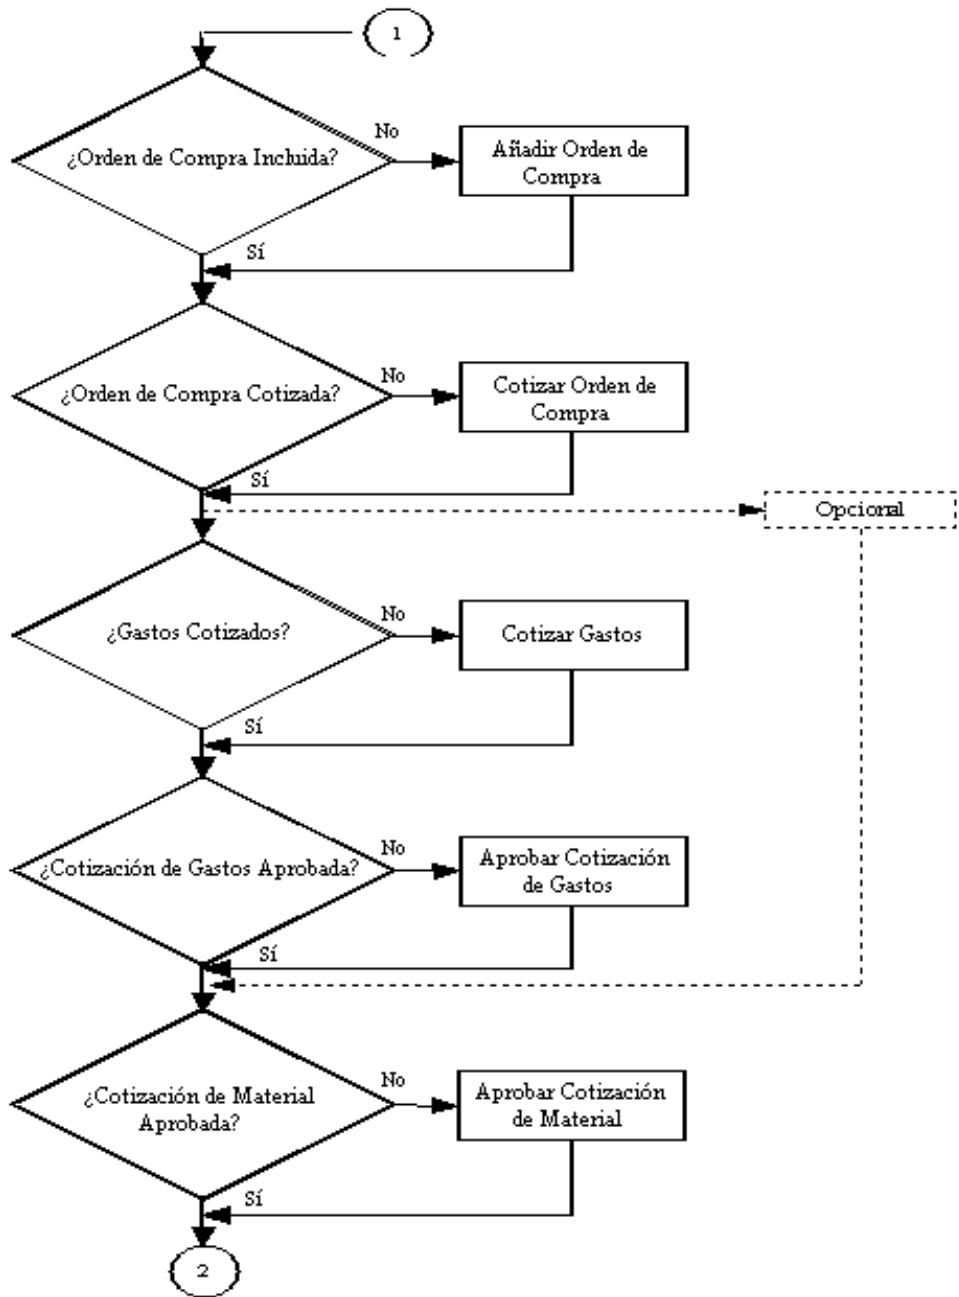 1
¿Orden de Compra Incluida?
No
Añadir Orden de
Compra
Sí
¿Orden de Compra Cotizada?
No
Cotizar Orden de
Compra
Sí
Opcional
¿Gastos Cotizados?
No
Cotizar Gastos
Sí
¿Cotización de Gastos Aprobada?
No
Aprobar Cotización
de Gastos
Sí
¿Cotización de Material
Aprobada?
No
Aprobar Cotización
de Material
Sí
2